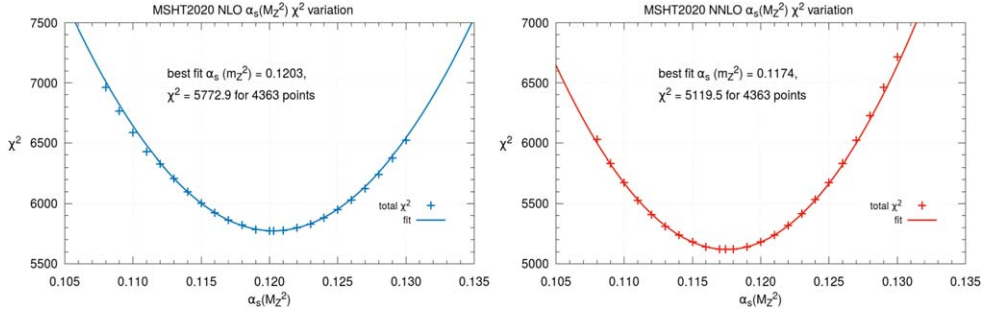 MSHT2020 NLO αs(MZ²) χ² variation
7500
7000
6500
6000
5500
χ²
best fit αs (mZ²) = 0.1203,
χ² = 5772.9 for 4363 points
total χ²
fit
0.105 0.110 0.115 0.120 0.125 0.130 0.135
αs(MZ²)
MSHT2020 NNLO αs(MZ²) χ² variation
7000
6500
6000
5500
5000
χ²
best fit αs (mZ²) = 0.1174,
χ² = 5119.5 for 4363 points
total χ²
fit
0.105 0.110 0.115 0.120 0.125 0.130 0.135
αs(MZ²)